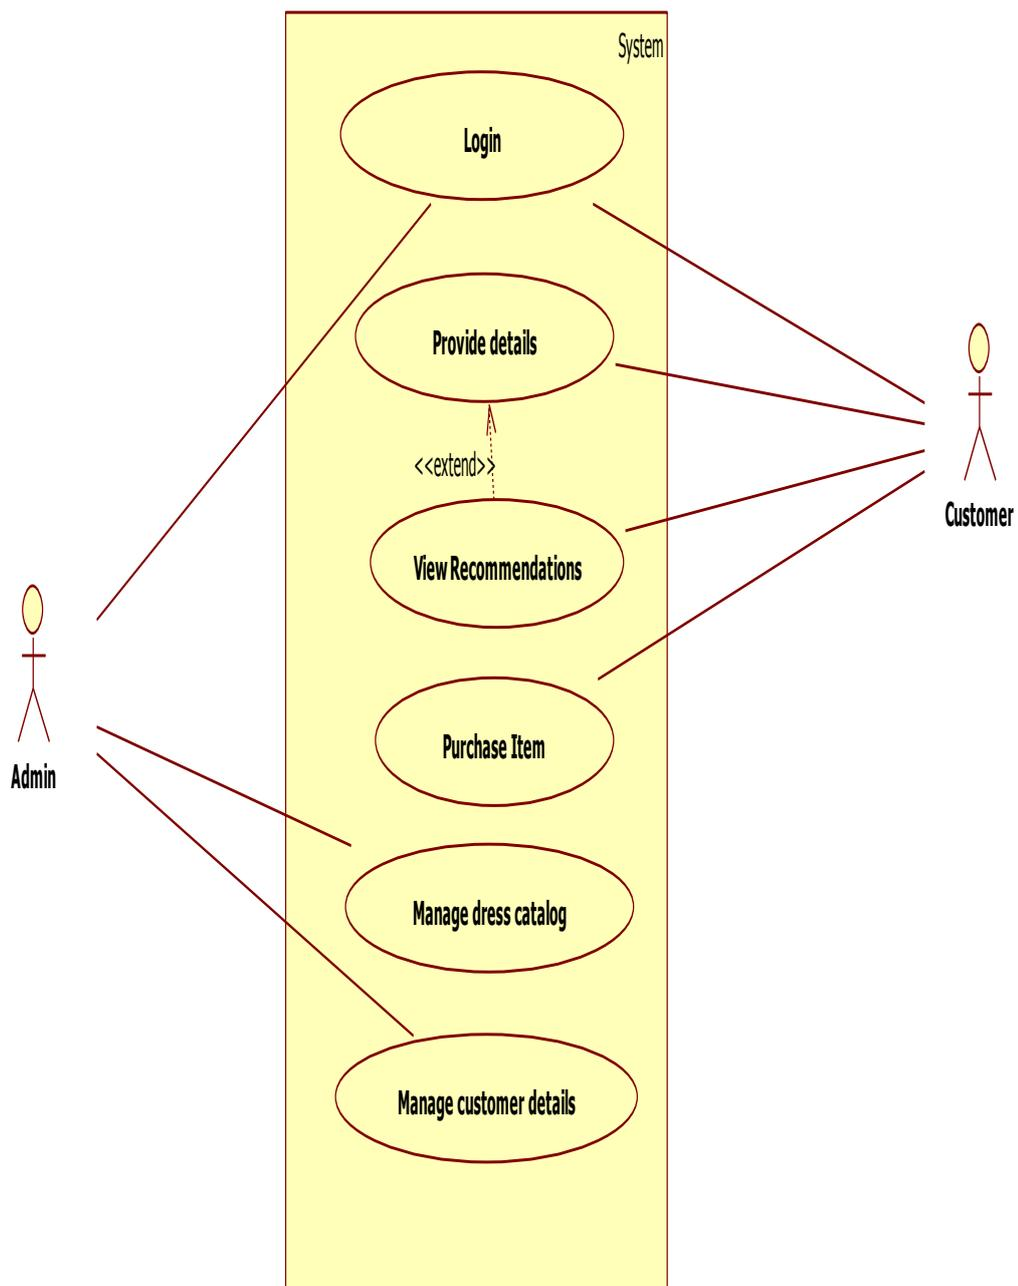 System
Login
Provide details
<<extend>>
View Recommendations
Customer
Purchase Item
Admin
Manage dress catalog
Manage customer details